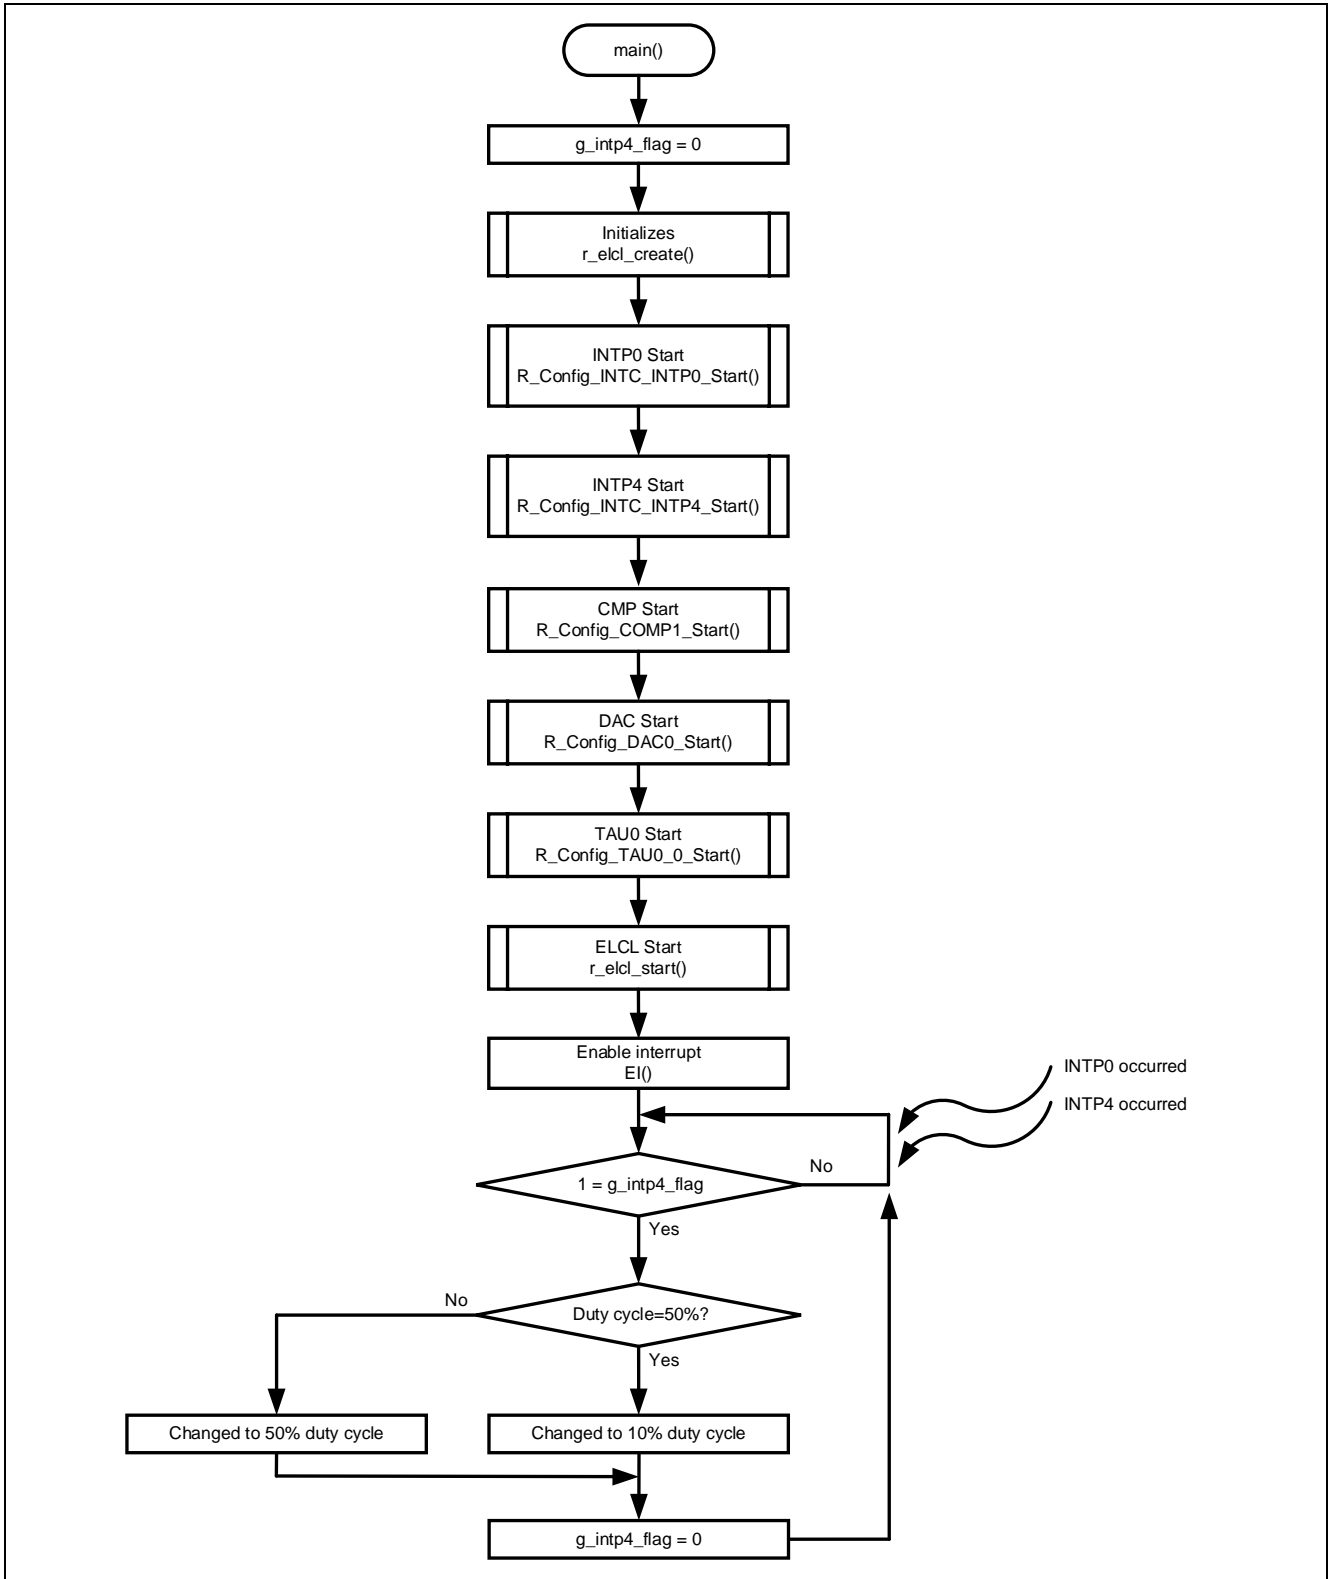 main()
g_intp4_flag = 0
Initializes
r_elcl_create()
INTP0 Start
R_Config_INTC_INTP0_Start()
INTP4 Start
R_Config_INTC_INTP4_Start()
CMP Start
R_Config_COMP1_Start()
DAC Start
R_Config_DAC0_Start()
TAU0 Start
R_Config_TAU0_0_Start()
ELCL Start
r_elcl_start()
Enable interrupt
EI()
INTP0 occurred
INTP4 occurred
1 = g_intp4_flag
No
Yes
Duty cycle=50%?
No
Yes
Changed to 50% duty cycle
Changed to 10% duty cycle
g_intp4_flag = 0